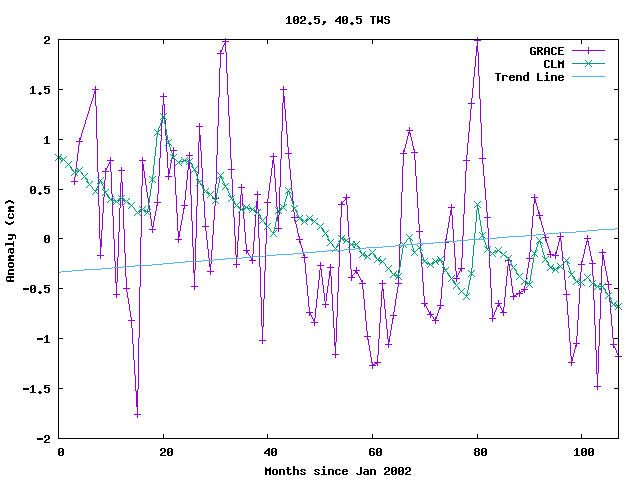 102.5, 40.5 TWS
GRACE
CLM
Trend Line
2
1.5
1
0.5
0
-0.5
-1
-1.5
-2
Anomaly (cm)
0 20 40 60 80 100
Months since Jan 2002